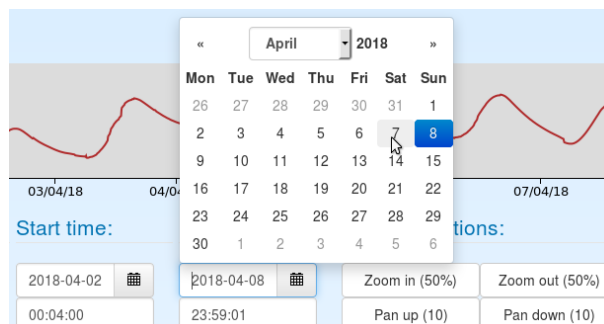 « April 2018 »
Mon Tue Wed Thu Fri Sat Sun
26 27 28 29 30 31 1
2 3 4 5 6 7 8
9 10 11 12 13 14 15
16 17 18 19 20 21 22
23 24 25 26 27 28 29
30 1 2 3 4 5 6
03/04/18 04/0 07/04/18
Start time: tions:
2018-04-02 2018-04-08 Zoom in (50%) Zoom out (50%)
00:04:00 23:59:01 Pan up (10) Pan down (10)